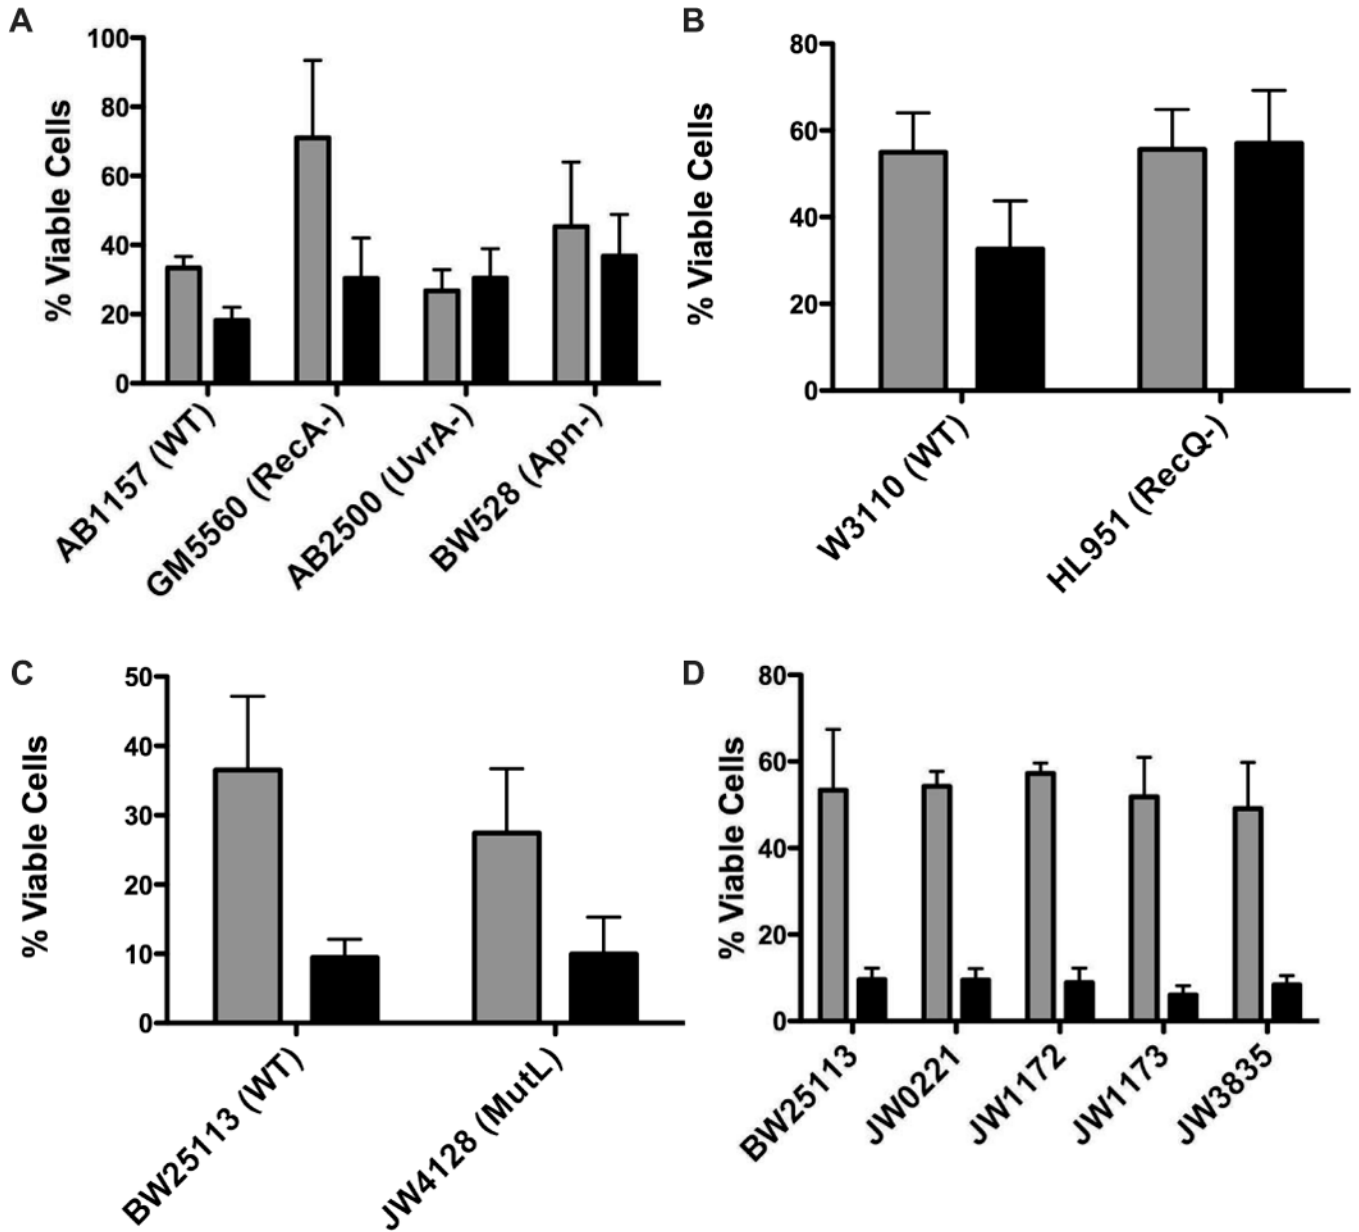 A
% Viable Cells
100
80
60
40
20
0
AB1157 (WT)
GM5560 (RecA-)
AB2500 (UvrA-)
BW528 (Apn-)
B
% Viable Cells
80
60
40
20
0
W3110 (WT)
HL951 (RecQ-)
C
% Viable Cells
50
40
30
20
10
0
BW25113 (WT)
JW4128 (MutL)
D
% Viable Cells
80
60
40
20
0
BW25113
JW0221
JW1172
JW1173
JW3835